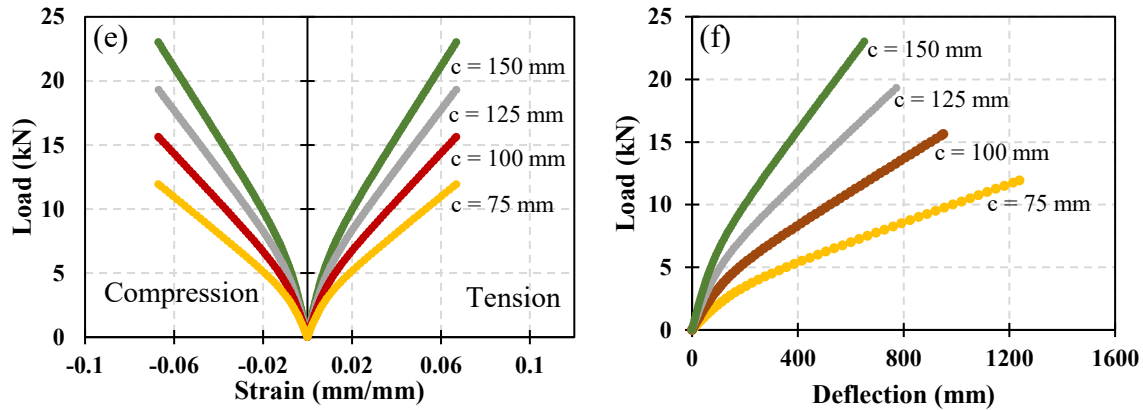 (e)
25
20
15
10
5
0
Load (kN)
c = 150 mm
c = 125 mm
c = 100 mm
c = 75 mm
Compression
Tension
-0.1
-0.06
-0.02
0.02
0.06
0.1
Strain (mm/mm)
(f)
25
20
15
10
5
0
Load (kN)
c = 150 mm
c = 125 mm
c = 100 mm
c = 75 mm
0
400
800
1200
1600
Deflection (mm)